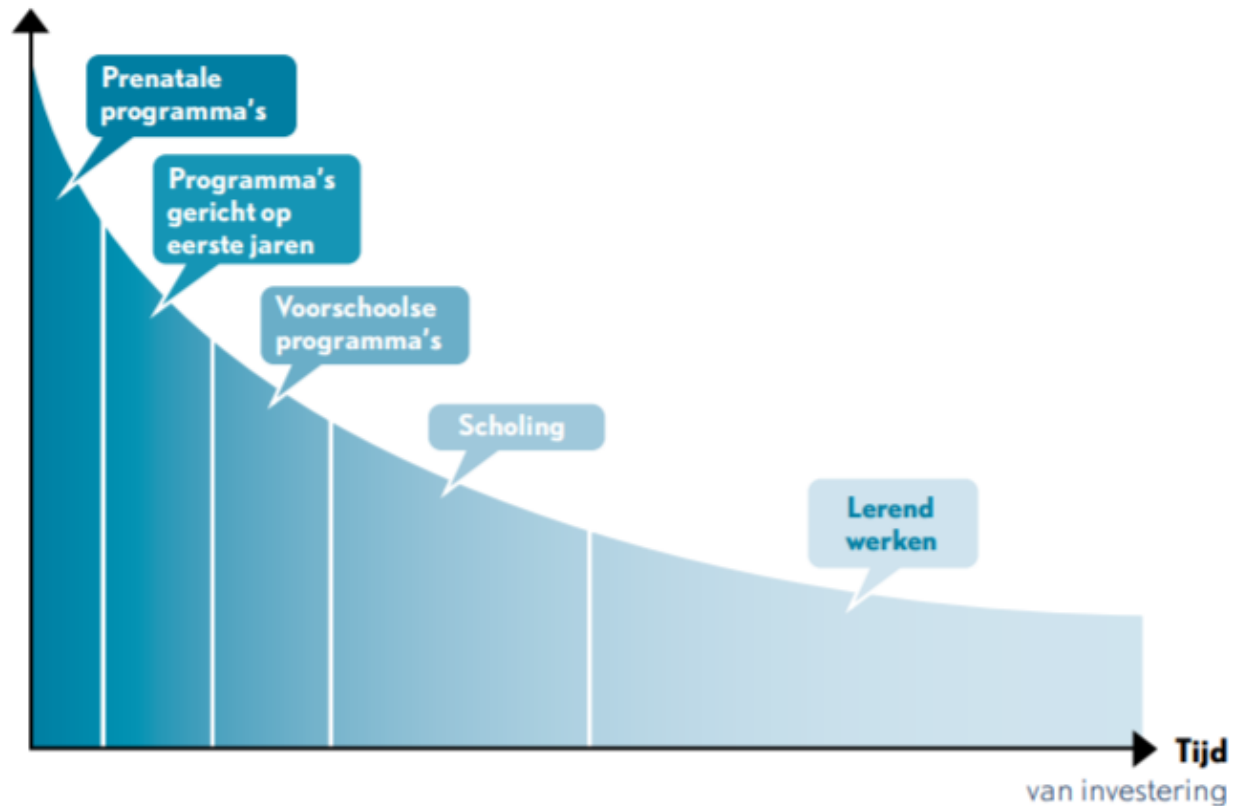 Prenatale
programma's
Programma's
gericht op
eerste jaren
Voorschoolse
programma's
Scholing
Lerend
werken
Tijd
van investering